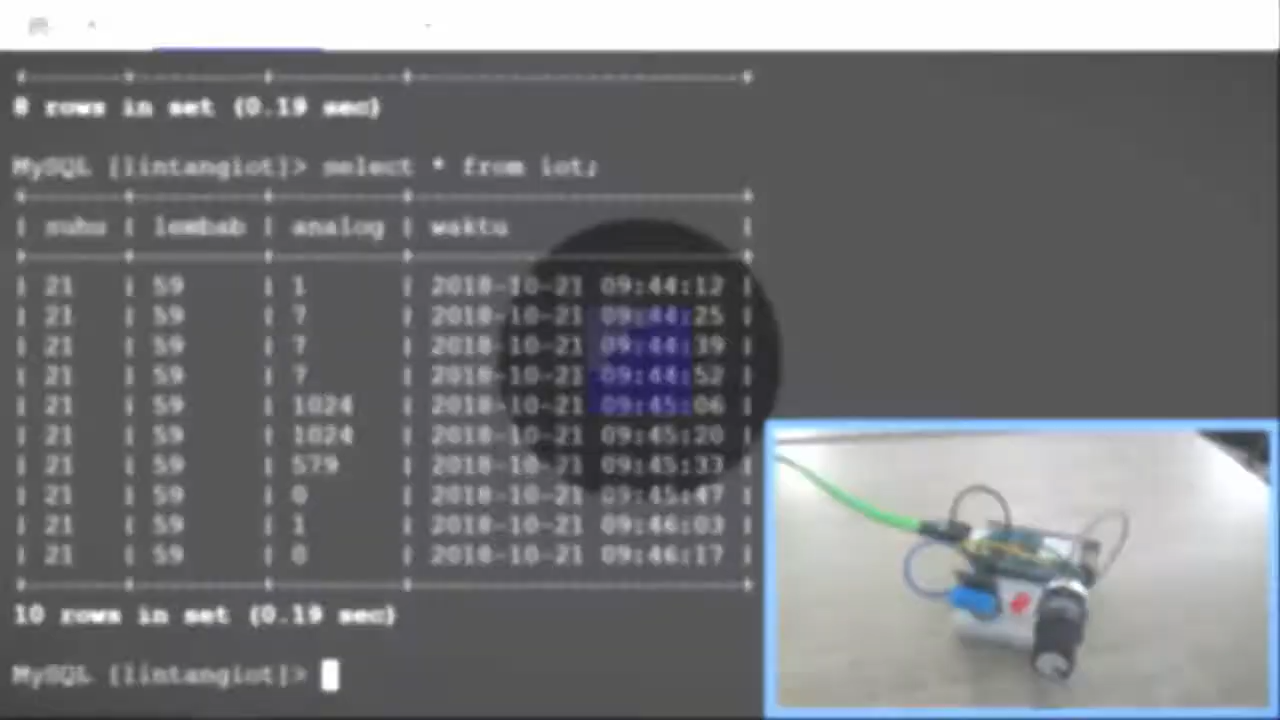 8 rows in set (0.19 sec)
MySQL [lintangiot]> select * from iot;
| suhu | lembab | analog | waktu |
| 21 | 59 | 1 | 2018-10-21 09:44:12 |
| 21 | 59 | 7 | 2018-10-21 09:44:25 |
| 21 | 59 | 7 | 2018-10-21 09:44:39 |
| 21 | 59 | 7 | 2018-10-21 09:44:52 |
| 21 | 59 | 1024 | 2018-10-21 09:45:06 |
| 21 | 59 | 1024 | 2018-10-21 09:45:20 |
| 21 | 59 | 579 | 2018-10-21 09:45:33 |
| 21 | 59 | 0 | 2018-10-21 09:45:47 |
| 21 | 59 | 1 | 2018-10-21 09:46:03 |
| 21 | 59 | 0 | 2018-10-21 09:46:17 |
10 rows in set (0.19 sec)
MySQL [lintangiot]>